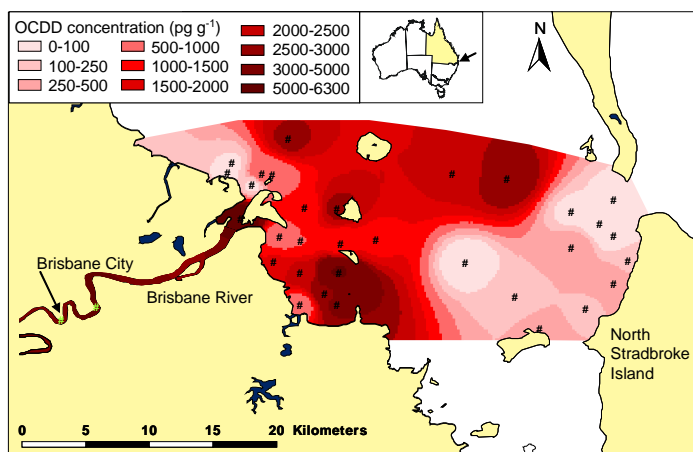 OCDD concentration (pg g⁻¹)
0-100
100-250
250-500
500-1000
1000-1500
1500-2000
2000-2500
2500-3000
3000-5000
5000-6300
N
Brisbane City
Brisbane River
North
Stradbroke
Island
0 5 10 15 20 Kilometers